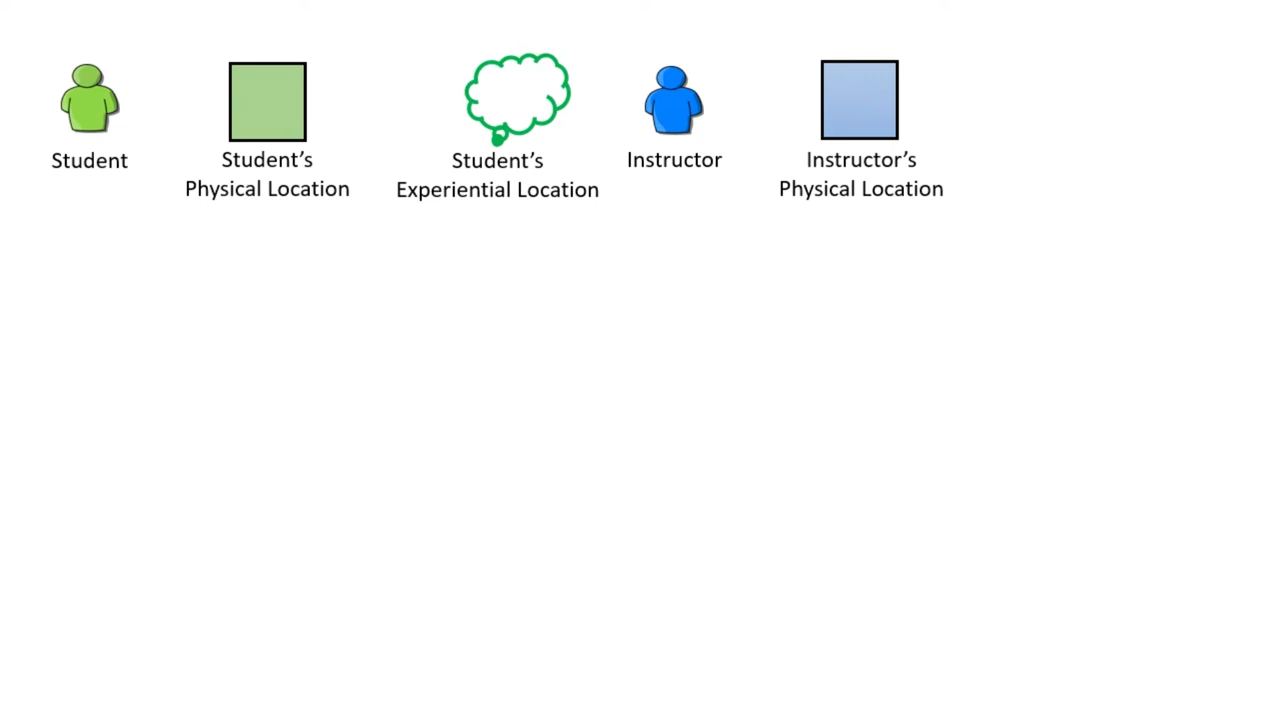 Student
Student's
Physical Location
Student's
Experiential Location
Instructor
Instructor's
Physical Location